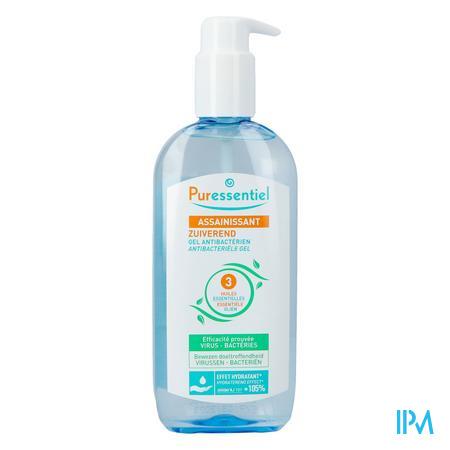 Puressentiel
ASSAINISSANT
ZUIVEREND
GEL ANTIBACTÉRIEN
ANTIBACTERIËLE GEL
3
HUILES
ESSENTIELLES
ESSENTIËLE
OLIËN
Efficacité prouvée
VIRUS - BACTÉRIES
Bewezen doeltreffendheid
VIRUSSEN - BACTERIËN
EFFET HYDRATANT*
HYDRATEREND EFFECT*
+105%
IPM